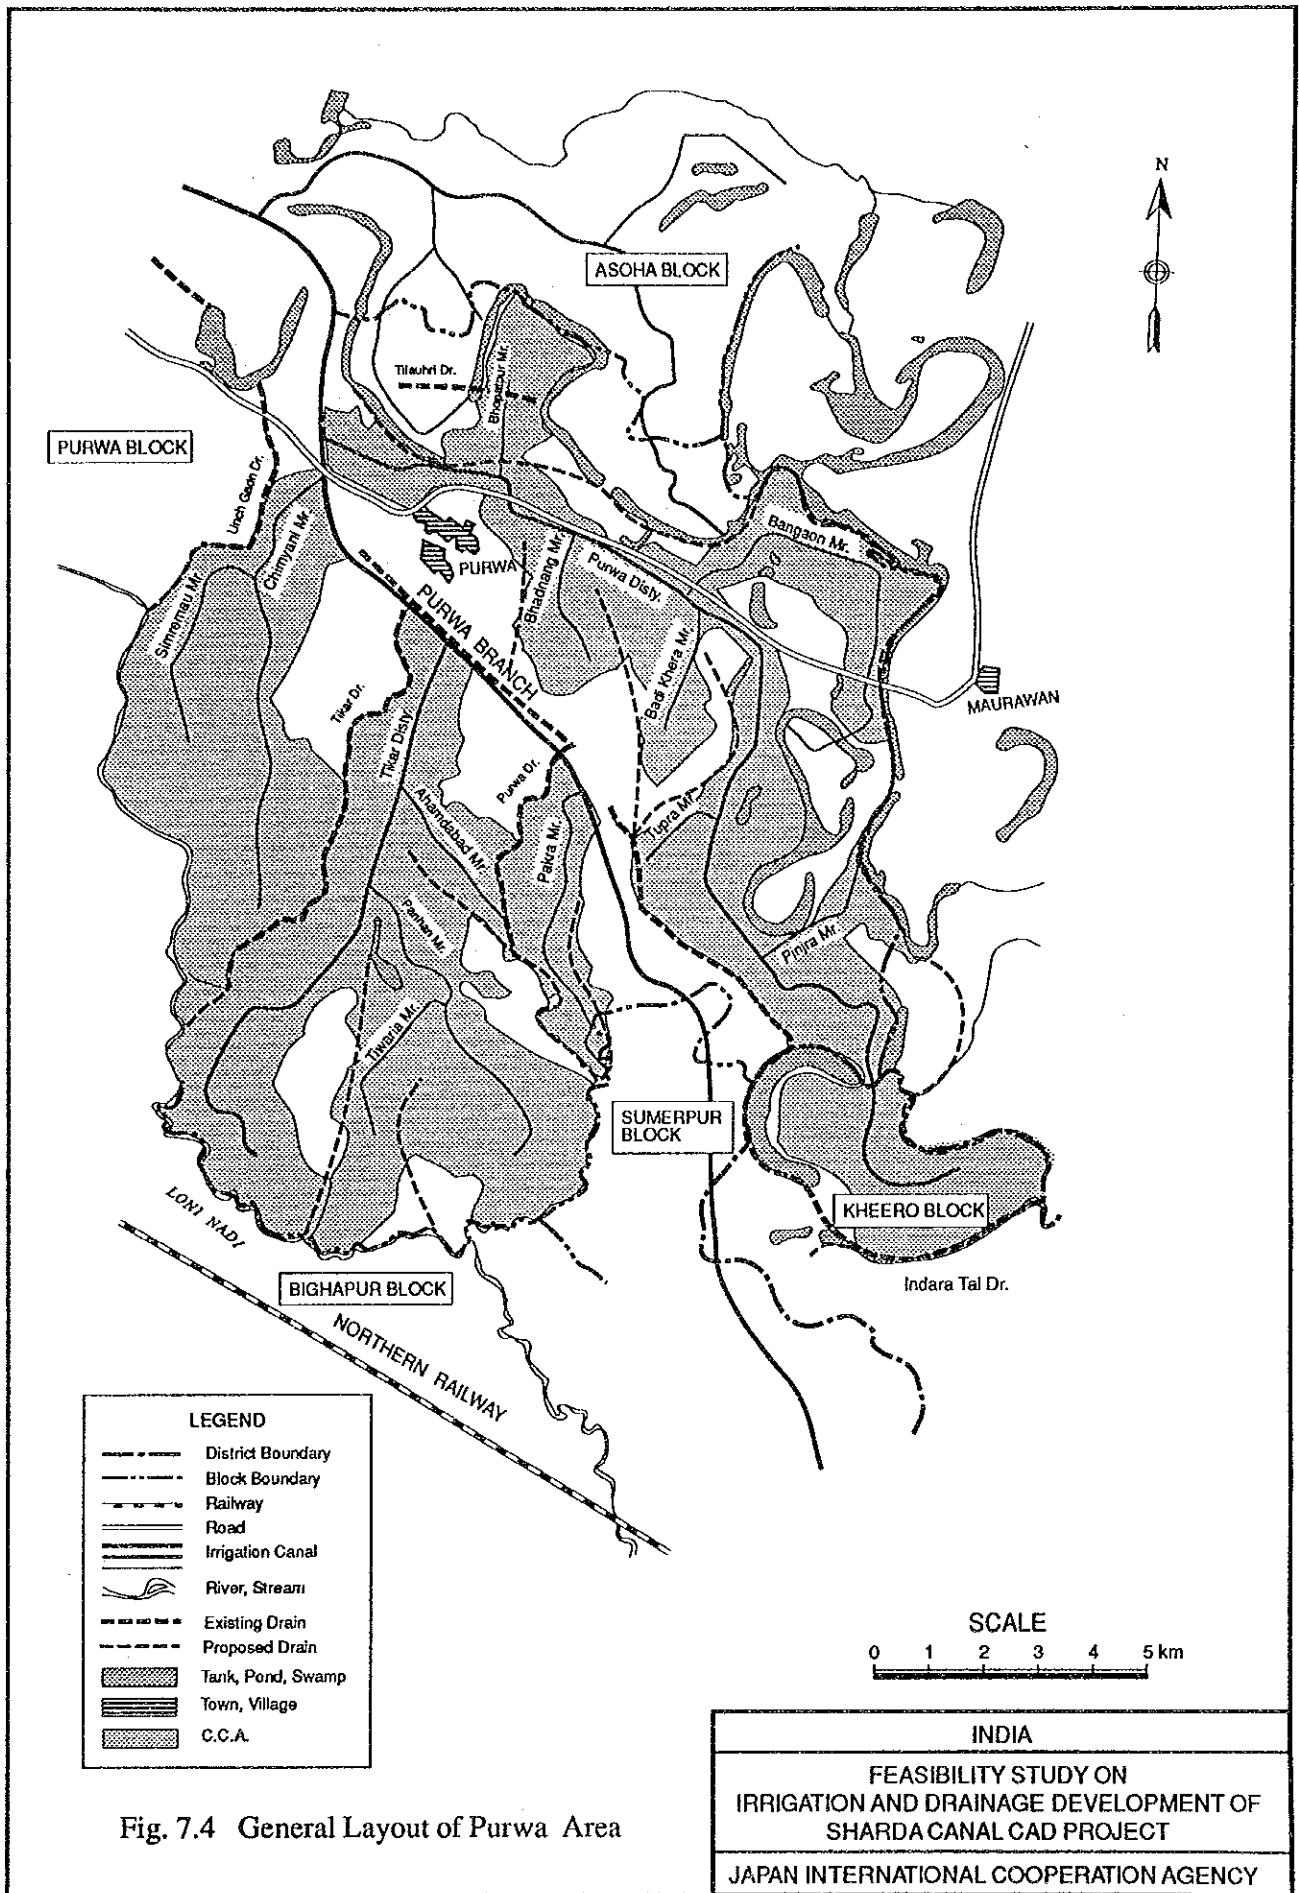 N
ASOHA BLOCK
Tilauhri Dr.
Bhopatpur Mr.
PURWA BLOCK
Unch Gaon Dr.
Chimyani Mr.
Simremau Mr.
PURWA
Bhadnang Mr.
Purwa Disty.
Bangaon Mr.
PURWA BRANCH
Badi Khera Mr.
MAURAWAN
Tikar Dr.
Tikar Disty.
Purwa Dr.
Ahamdabad Mr.
Pakra Mr.
Tupra Mr.
Panhan Mr.
Pinjra Mr.
Tiwaria Mr.
SUMERPUR
BLOCK
KHEERO BLOCK
LONI NADI
BIGHAPUR BLOCK
Indara Tal Dr.
NORTHERN RAILWAY
LEGEND
District Boundary
Block Boundary
Railway
Road
Irrigation Canal
River, Stream
Existing Drain
Proposed Drain
Tank, Pond, Swamp
Town, Village
C.C.A.
SCALE
0 1 2 3 4 5 km
Fig. 7.4 General Layout of Purwa Area
INDIA
FEASIBILITY STUDY ON
IRRIGATION AND DRAINAGE DEVELOPMENT OF
SHARDA CANAL CAD PROJECT
JAPAN INTERNATIONAL COOPERATION AGENCY